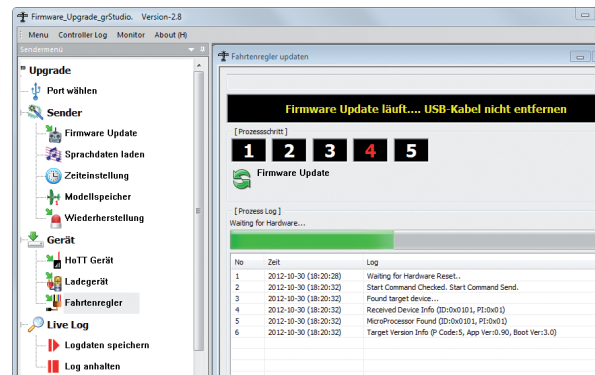 Firmware_Upgrade_grStudio. Version-2.8
Menu Controller Log Monitor About (H)
Sendermenü
Upgrade
Port wählen
Sender
Firmware Update
Sprachdaten laden
Zeiteinstellung
Modellspeicher
Wiederherstellung
Gerät
HoTT Gerät
Ladegerät
Fahrtenregler
Live Log
Logdaten speichern
Log anhalten
Fahrtenregler updaten
Firmware Update läuft.... USB-Kabel nicht entfernen
[ Prozessschritt ]
1 2 3 4 5
Firmware Update
[ Prozess Log ]
Waiting for Hardware...
No Zeit Log
1 2012-10-30 (18:20:28) Waiting for Hardware Reset..
2 2012-10-30 (18:20:32) Start Command Checked. Start Command Send.
3 2012-10-30 (18:20:32) Found target device...
4 2012-10-30 (18:20:32) Received Device Info (ID:0x0101, PI:0x01)
5 2012-10-30 (18:20:32) MicroProcessor Found (ID:0x0101, PI:0x01)
6 2012-10-30 (18:20:32) Target Version Info (P Code:5, App Ver:0.90, Boot Ver:3.0)